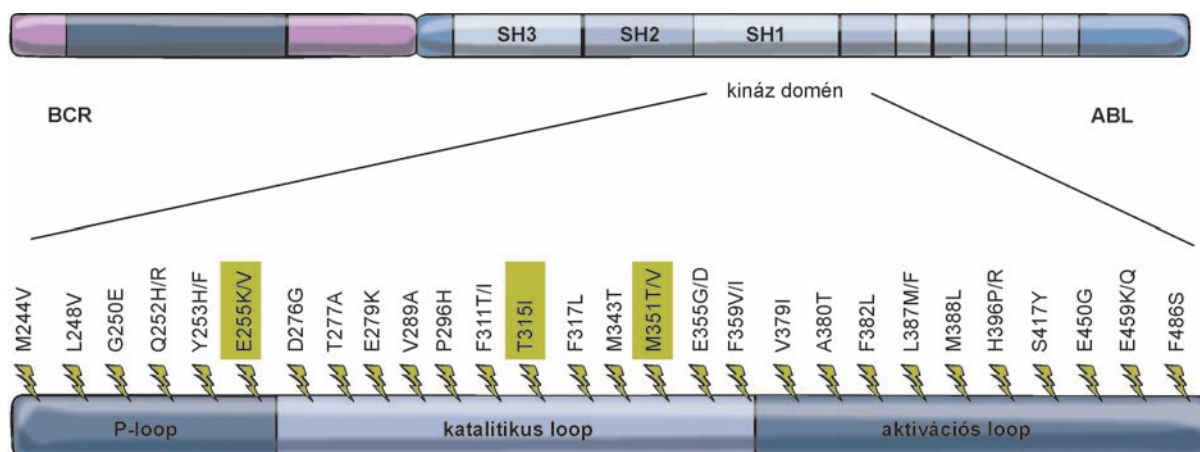 SH3 SH2 SH1
kináz domén
BCR ABL
M244V L248V G250E Q252H/R Y253H/F E255K/V D276G T277A E279K V289A P296H F311T/I T315I F317L M343T M351T/V E355G/D F359V/I V379I A380T F382L L387M/F M388L H396P/R S417Y E450G E459K/Q F486S
P-loop katalitikus loop aktivációs loop